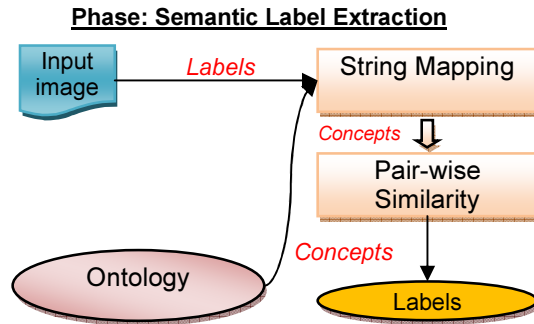 Phase: Semantic Label Extraction
Input
image
Labels
String Mapping
Concepts
Pair-wise
Similarity
Concepts
Ontology
Labels